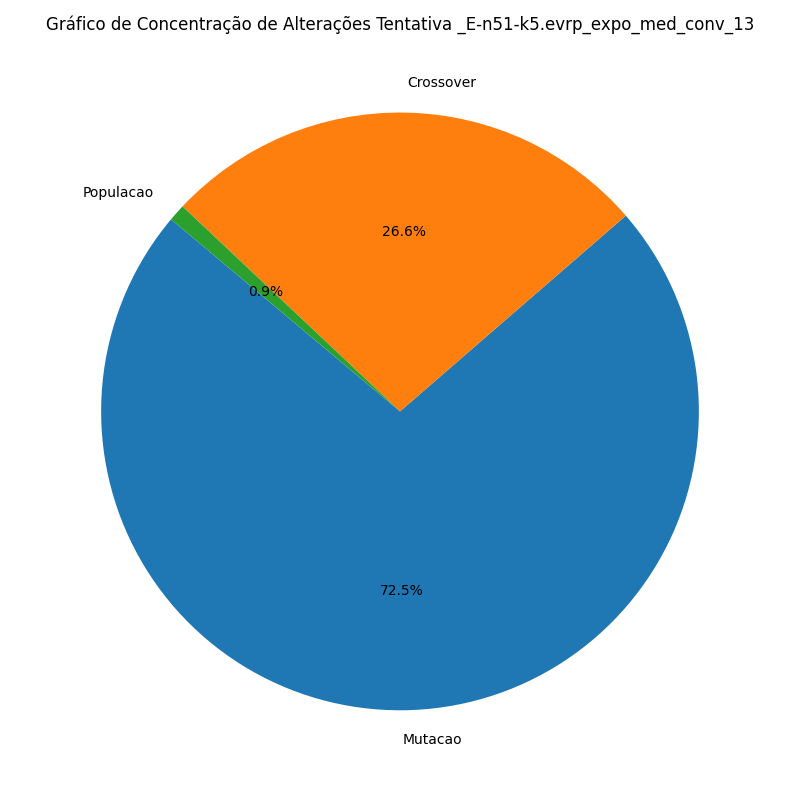 Gráfico de Concentração de Alterações Tentativa _E-n51-k5.evrp_expo_med_conv_13
Crossover
Populacao
26.6%
0.9%
72.5%
Mutacao